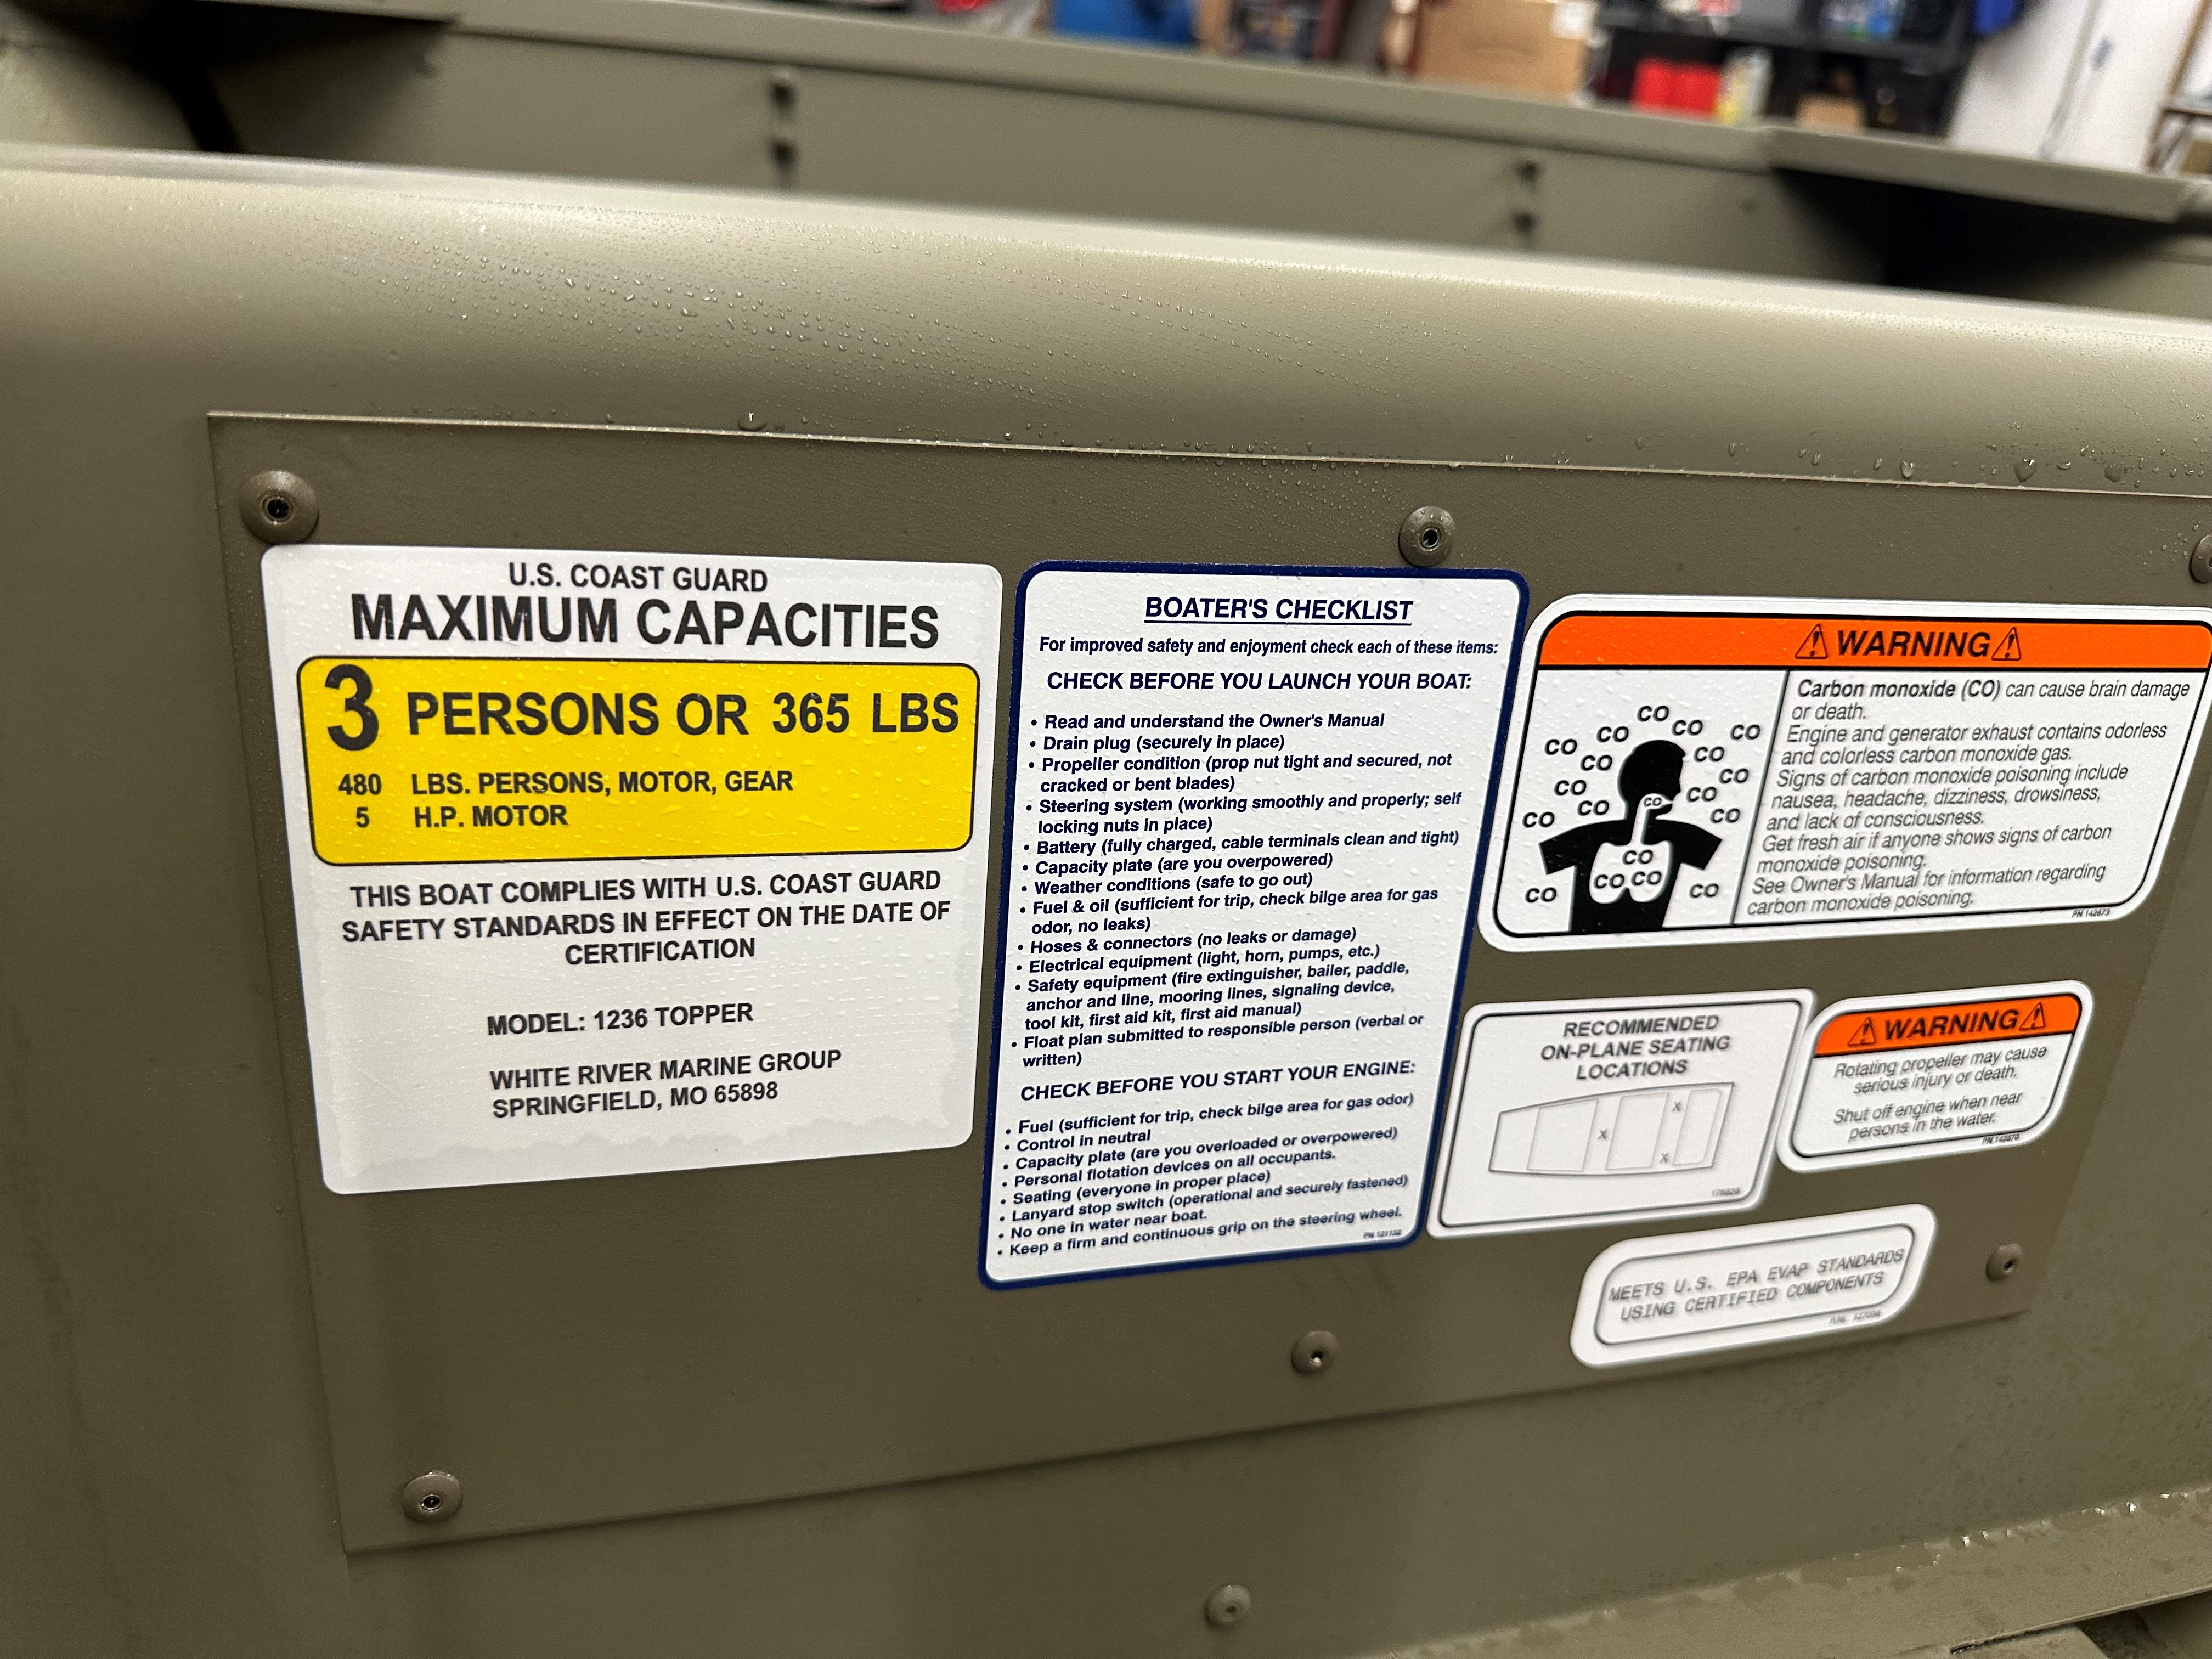 U.S. COAST GUARD
MAXIMUM CAPACITIES
3 PERSONS OR 365 LBS
480 LBS. PERSONS, MOTOR, GEAR
5 H.P. MOTOR
THIS BOAT COMPLIES WITH U.S. COAST GUARD
SAFETY STANDARDS IN EFFECT ON THE DATE OF
CERTIFICATION
MODEL: 1236 TOPPER
WHITE RIVER MARINE GROUP
SPRINGFIELD, MO 65898
BOATER'S CHECKLIST
For improved safety and enjoyment check each of these items:
CHECK BEFORE YOU LAUNCH YOUR BOAT:
• Read and understand the Owner's Manual
• Drain plug (securely in place)
• Propeller condition (prop nut tight and secured, not
cracked or bent blades)
• Steering system (working smoothly and properly; self
locking nuts in place)
• Battery (fully charged, cable terminals clean and tight)
• Capacity plate (are you overpowered)
• Weather conditions (safe to go out)
• Fuel & oil (sufficient for trip, check bilge area for gas
odor, no leaks)
• Hoses & connectors (no leaks or damage)
• Electrical equipment (light, horn, pumps, etc.)
• Safety equipment (fire extinguisher, bailer, paddle,
anchor and line, mooring lines, signaling device,
tool kit, first aid kit, first aid manual)
• Float plan submitted to responsible person (verbal or
written)
CHECK BEFORE YOU START YOUR ENGINE:
• Fuel (sufficient for trip, check bilge area for gas odor)
• Control in neutral
• Capacity plate (are you overloaded or overpowered)
• Personal flotation devices on all occupants.
• Seating (everyone in proper place)
• Lanyard stop switch (operational and securely fastened)
• No one in water near boat.
• Keep a firm and continuous grip on the steering wheel.
WARNING
CO CO CO CO CO CO CO CO CO CO CO CO CO CO CO
CO
CO CO
CO CO
Carbon monoxide (CO) can cause brain damage
or death.
Engine and generator exhaust contains odorless
and colorless carbon monoxide gas.
Signs of carbon monoxide poisoning include
nausea, headache, dizziness, drowsiness,
and lack of consciousness.
Get fresh air if anyone shows signs of carbon
monoxide poisoning.
See Owner's Manual for information regarding
carbon monoxide poisoning.
PN 142673
RECOMMENDED
ON-PLANE SEATING
LOCATIONS
X
X
X
WARNING
Rotating propeller may cause
serious injury or death.
Shut off engine when near
persons in the water.
MEETS U.S. EPA EVAP STANDARDS
USING CERTIFIED COMPONENTS